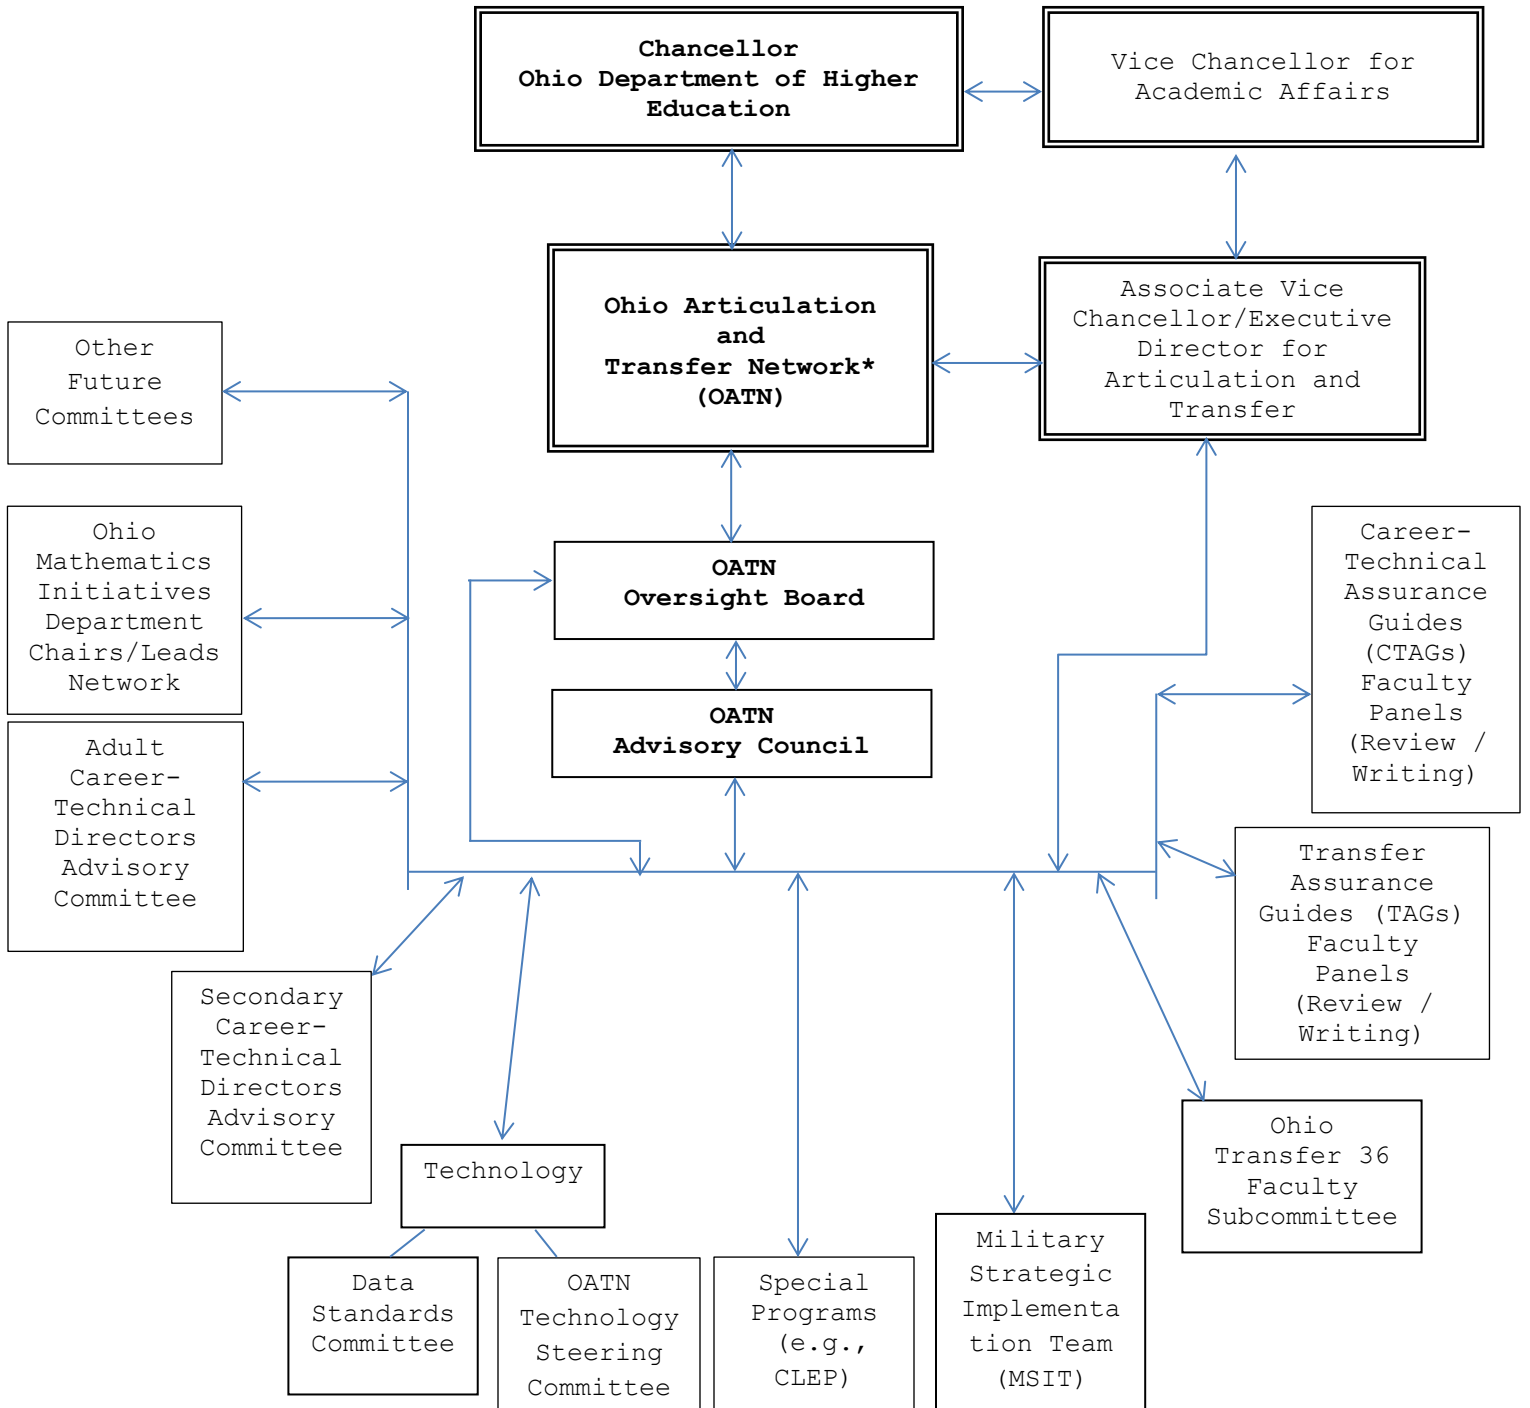 Chancellor
Ohio Department of Higher
Education
Vice Chancellor for
Academic Affairs
Ohio Articulation
and
Transfer Network*
(OATN)
Associate Vice
Chancellor/Executive
Director for
Articulation and
Transfer
Other
Future
Committees
Ohio
Mathematics
Initiatives
Department
Chairs/Leads
Network
OATN
Oversight Board
Career-
Technical
Assurance
Guides
(CTAGs)
Faculty
Panels
(Review /
Writing)
OATN
Advisory Council
Adult
Career-
Technical
Directors
Advisory
Committee
Transfer
Assurance
Guides (TAGs)
Faculty
Panels
(Review /
Writing)
Secondary
Career-
Technical
Directors
Advisory
Committee
Technology
Ohio
Transfer 36
Faculty
Subcommittee
Data
Standards
Committee
OATN
Technology
Steering
Committee
Special
Programs
(e.g.,
CLEP)
Military
Strategic
Implementa
tion Team
(MSIT)